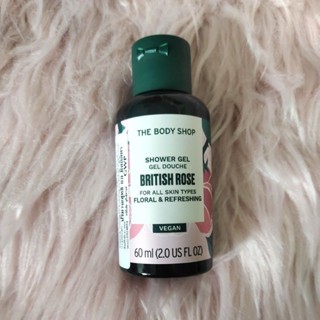 THE BODY SHOP
SHOWER GEL
GEL DOUCHE
BRITISH ROSE
FOR ALL SKIN TYPES
FLORAL & REFRESHING
VEGAN
60 ml (2.0 US FL OZ)